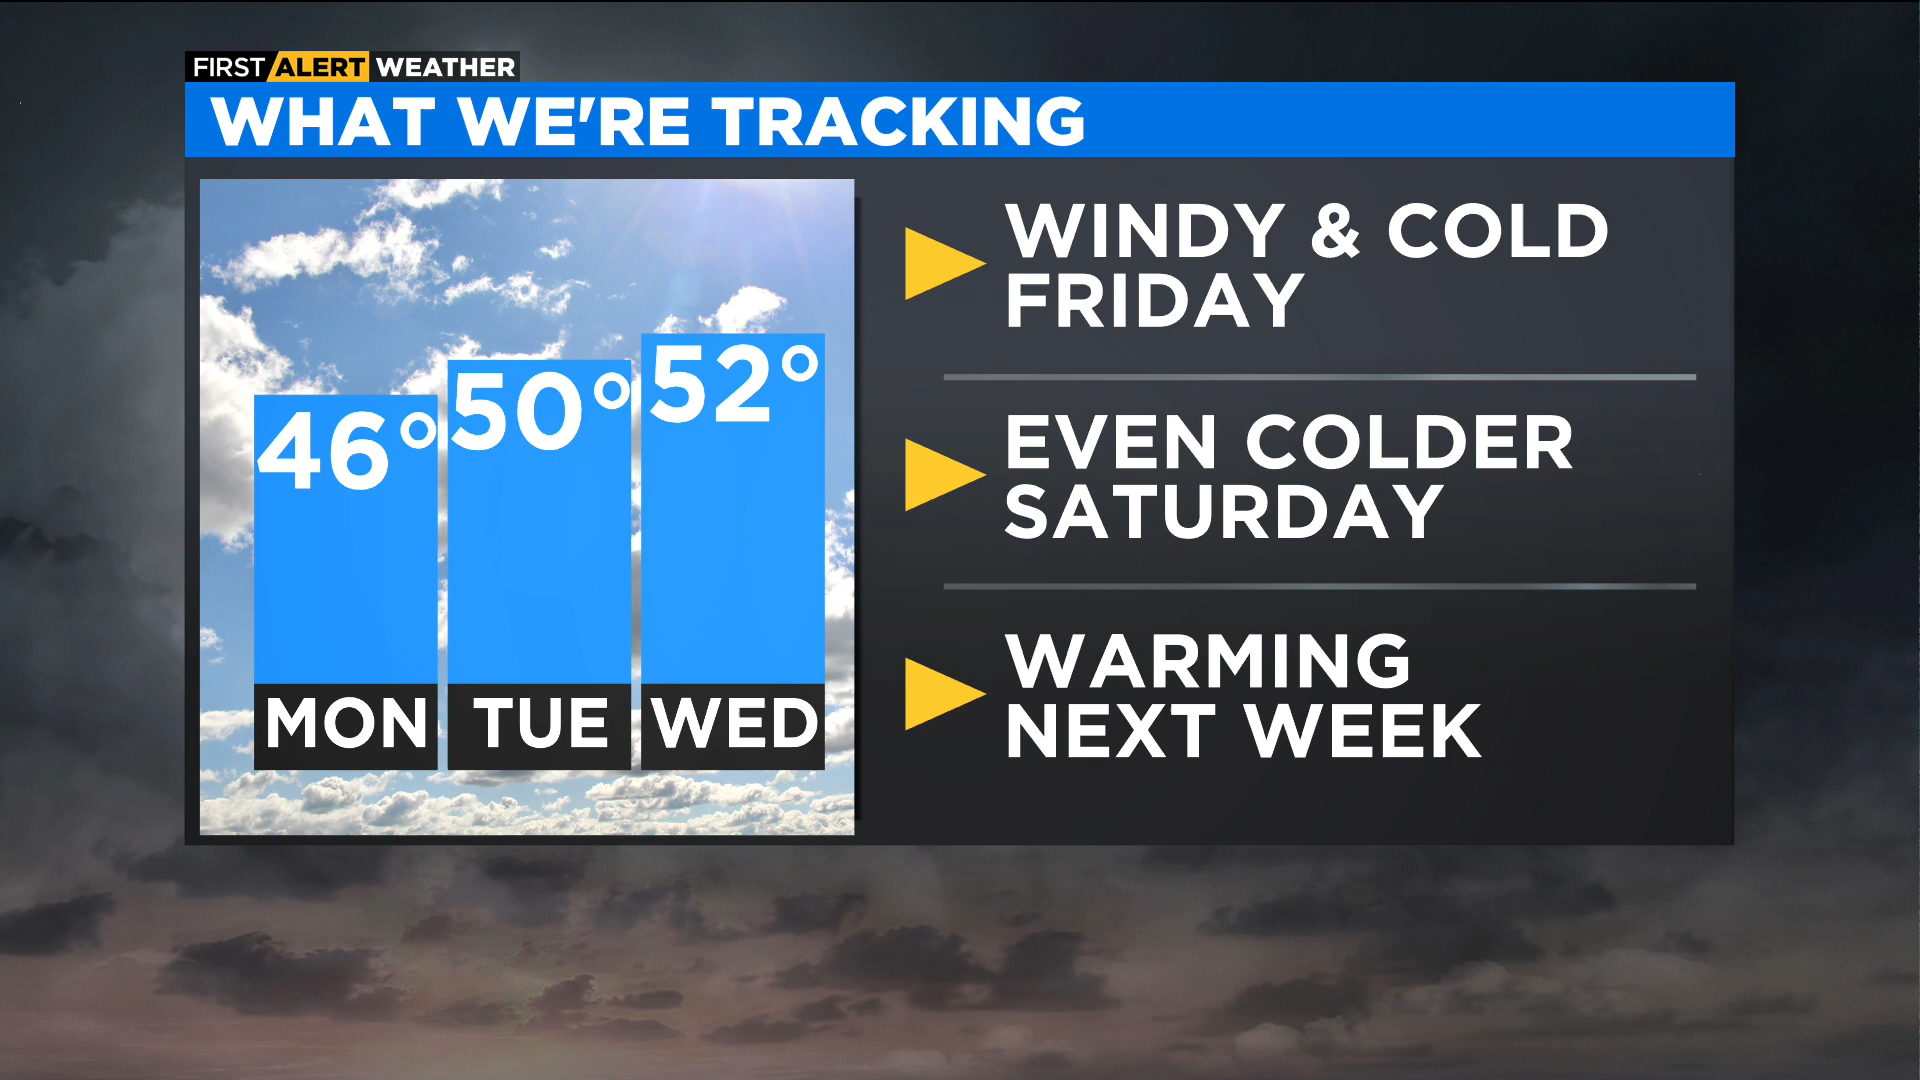 FIRST ALERT WEATHER
WHAT WE'RE TRACKING
46° 50° 52°
MON TUE WED
WINDY & COLD
FRIDAY
EVEN COLDER
SATURDAY
WARMING
NEXT WEEK